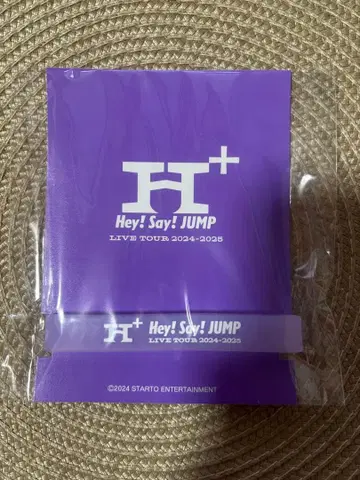 H+
Hey! Say! JUMP
LIVE TOUR 2024-2025
H+ Hey! Say! JUMP
LIVE TOUR 2024-2025
©2024 STARTO ENTERTAINMENT